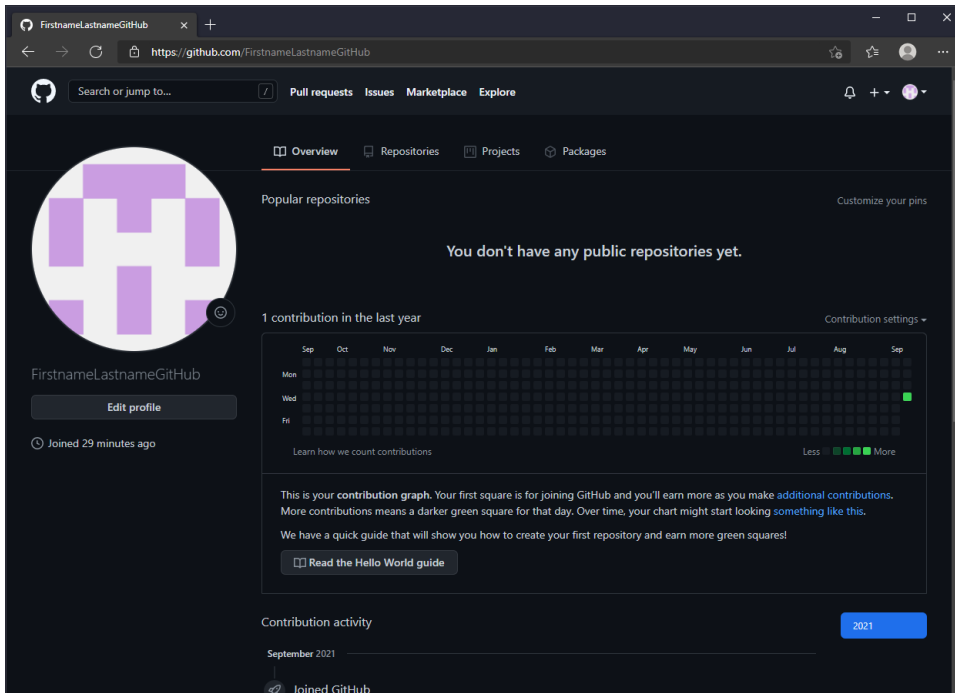 FirstnameLastnameGitHub
https://github.com/FirstnameLastnameGitHub
Search or jump to... / Pull requests Issues Marketplace Explore
Overview Repositories Projects Packages
Popular repositories Customize your pins
You don't have any public repositories yet.
1 contribution in the last year Contribution settings
Sep Oct Nov Dec Jan Feb Mar Apr May Jun Jul Aug Sep
Mon
Wed
Fri
Learn how we count contributions Less More
FirstnameLastnameGitHub
Edit profile
Joined 29 minutes ago
This is your contribution graph. Your first square is for joining GitHub and you'll earn more as you make additional contributions.
More contributions means a darker green square for that day. Over time, your chart might start looking something like this.
We have a quick guide that will show you how to create your first repository and earn more green squares!
Read the Hello World guide
Contribution activity 2021
September 2021
Joined GitHub